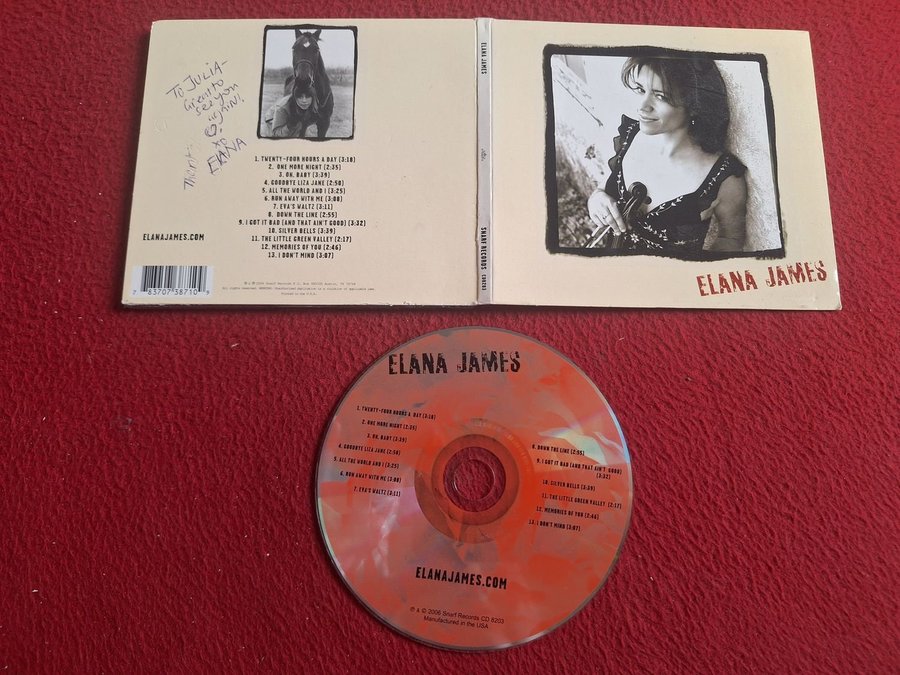 TO JULIA-
Great to
see you
AGAIN!
XO-
ELANA
1. TWENTY-FOUR HOURS A DAY (3:18)
2. ONE MORE NIGHT (2:35)
3. OH, BABY (3:39)
4. GOODBYE LIZA JANE (2:50)
5. ALL THE WORLD AND I (3:25)
6. RUN AWAY WITH ME (3:08)
7. EVA'S WALTZ (3:11)
8. DOWN THE LINE (2:55)
9. I GOT IT BAD (AND THAT AIN'T GOOD) (3:32)
10. SILVER BELLS (3:39)
11. THE LITTLE GREEN VALLEY (2:17)
12. MEMORIES OF YOU (2:46)
13. I DON'T MIND (3:07)
ELANAJAMES.COM
7 63707 38710 9
Printed in the U.S.A.
ELANA JAMES
SNARF RECORDS
ELANA JAMES
ELANA JAMES
1. TWENTY-FOUR HOURS A DAY (3:18)
2. ONE MORE NIGHT (2:35)
3. OH, BABY (3:39)
4. GOODBYE LIZA JANE (2:50)
5. ALL THE WORLD AND I (3:25)
6. RUN AWAY WITH ME (3:08)
7. EVA'S WALTZ (3:11)
8. DOWN THE LINE (2:55)
9. I GOT IT BAD (AND THAT AIN'T GOOD)
(3:32)
10. SILVER BELLS (3:39)
11. THE LITTLE GREEN VALLEY (2:17)
12. MEMORIES OF YOU (2:46)
13. I DON'T MIND (3:07)
ELANAJAMES.COM
℗ & © 2006 Snarf Records CD 5203
Manufactured in the USA